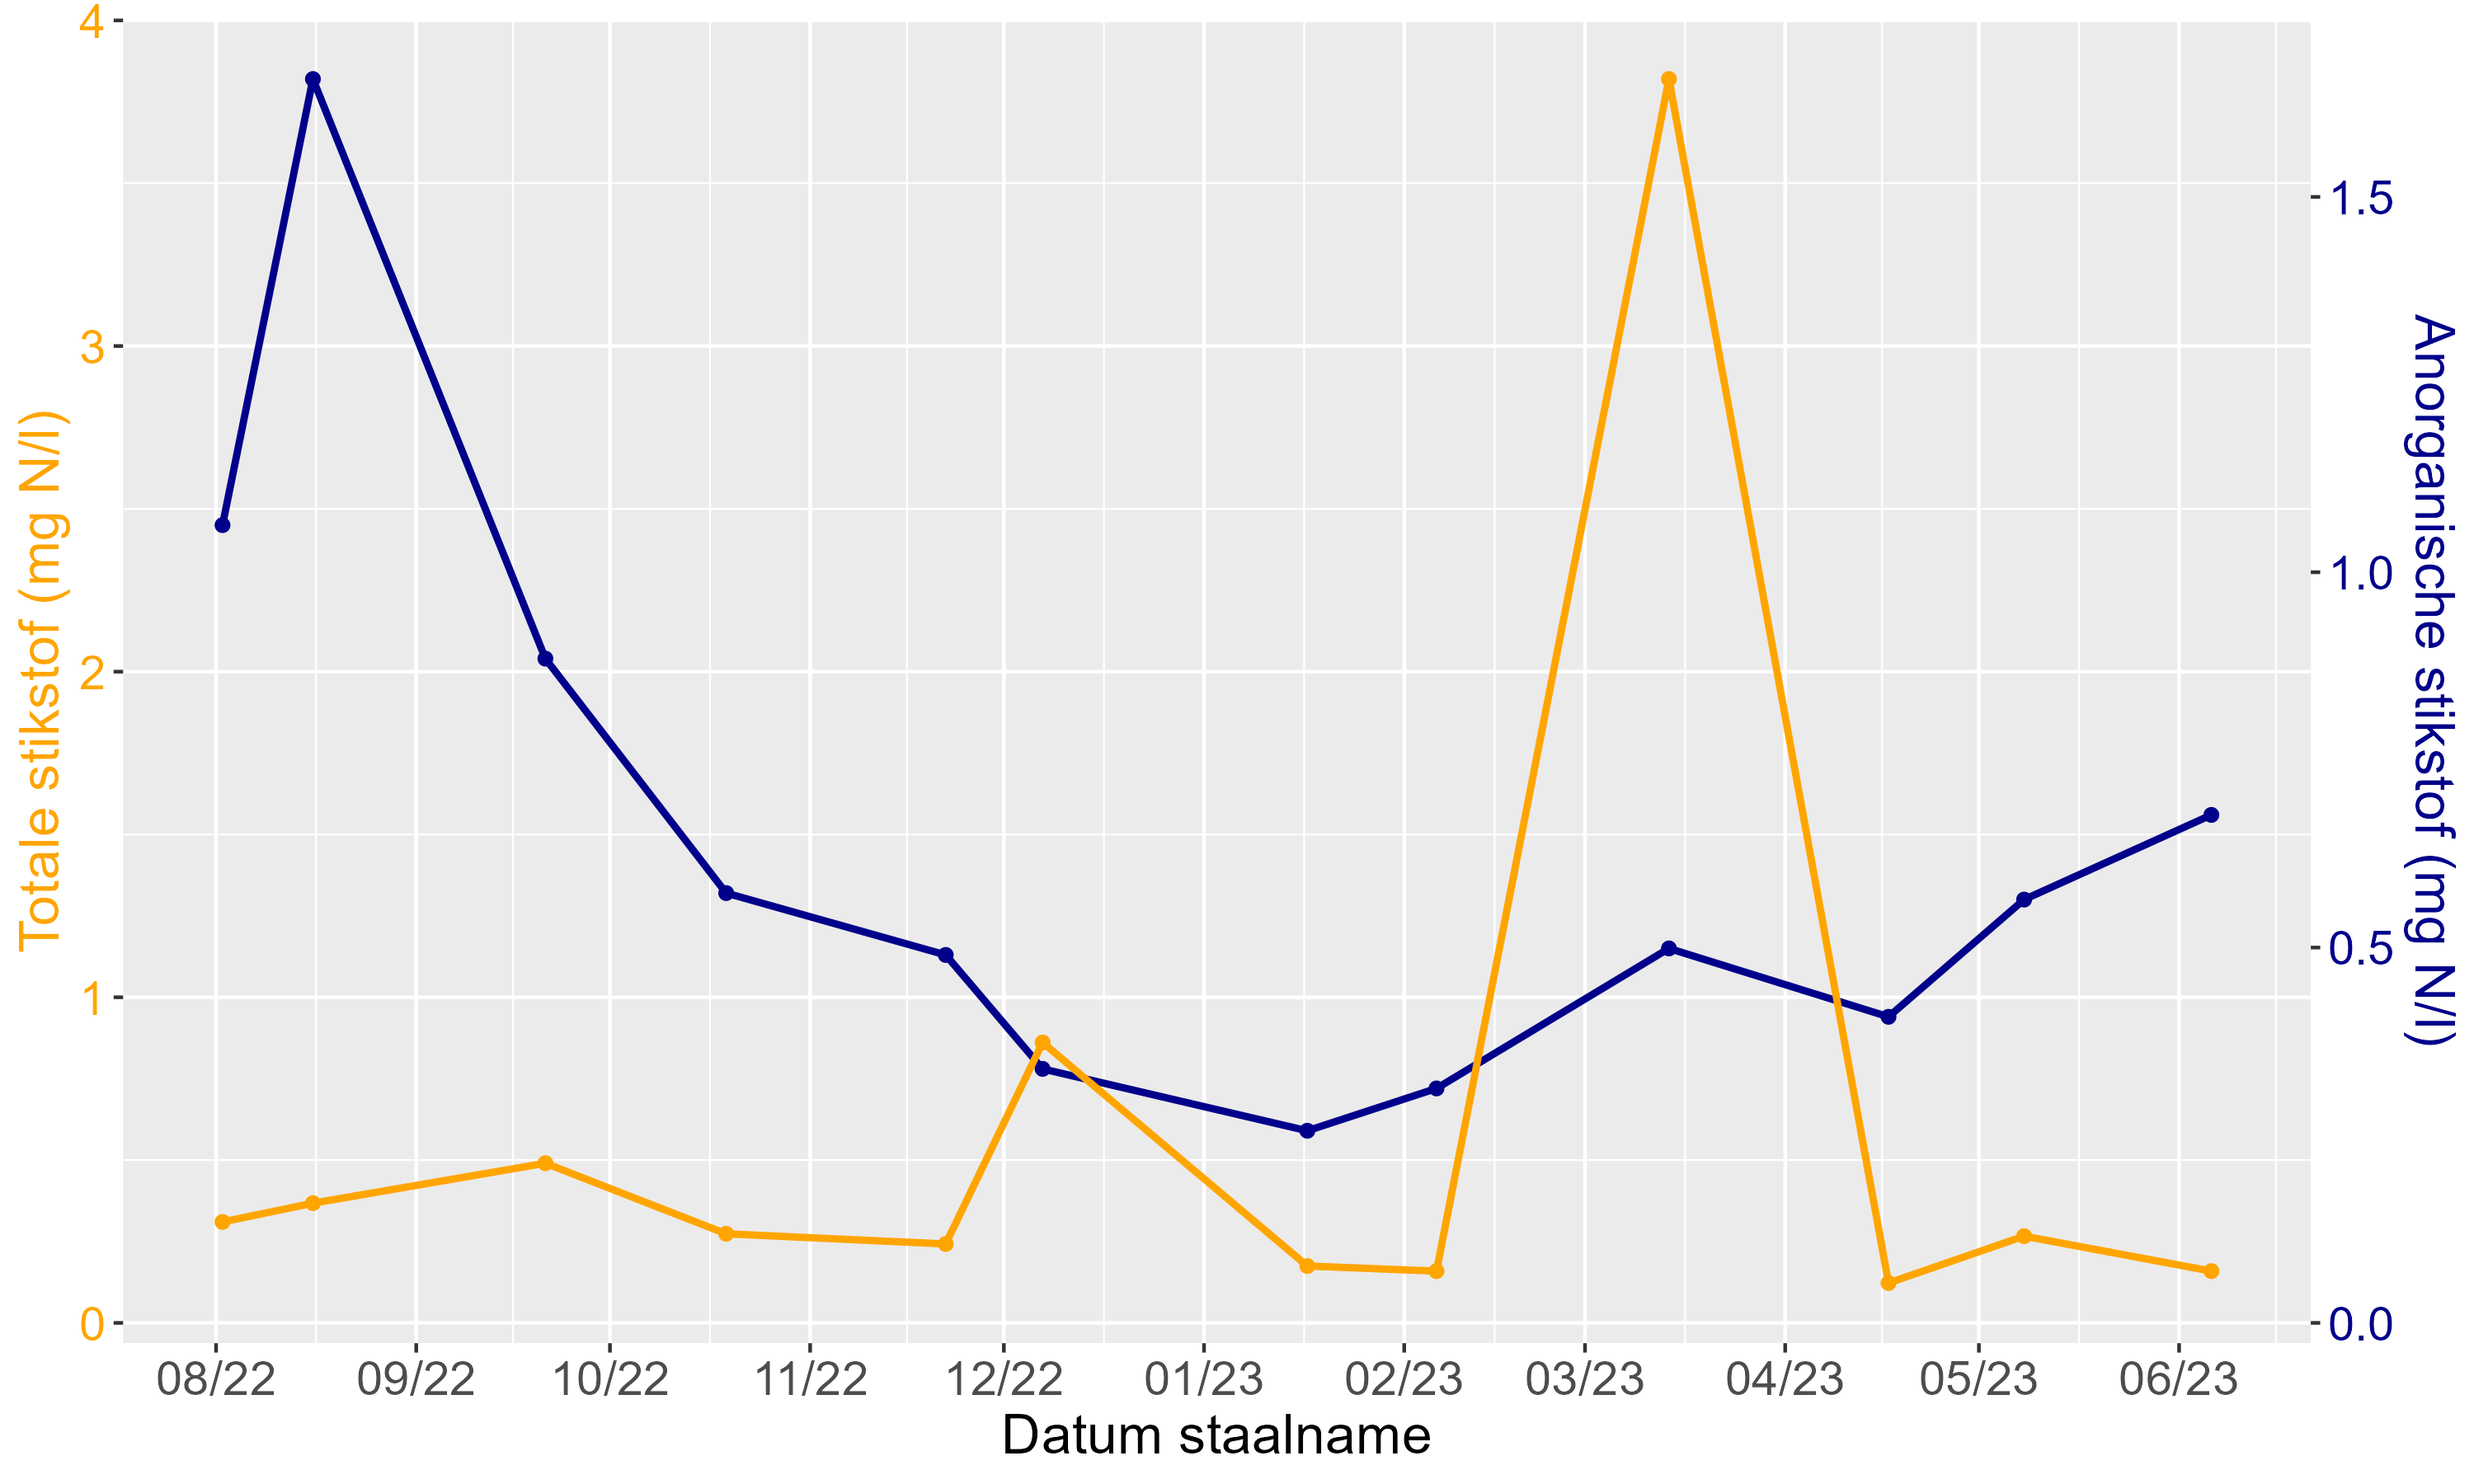 4
3
2
1
0
Totale stikstof (mg N/l)
1.5
1.0
0.5
0.0
Anorganische stikstof (mg N/l)
08/22 09/22 10/22 11/22 12/22 01/23 02/23 03/23 04/23 05/23 06/23
Datum staalname